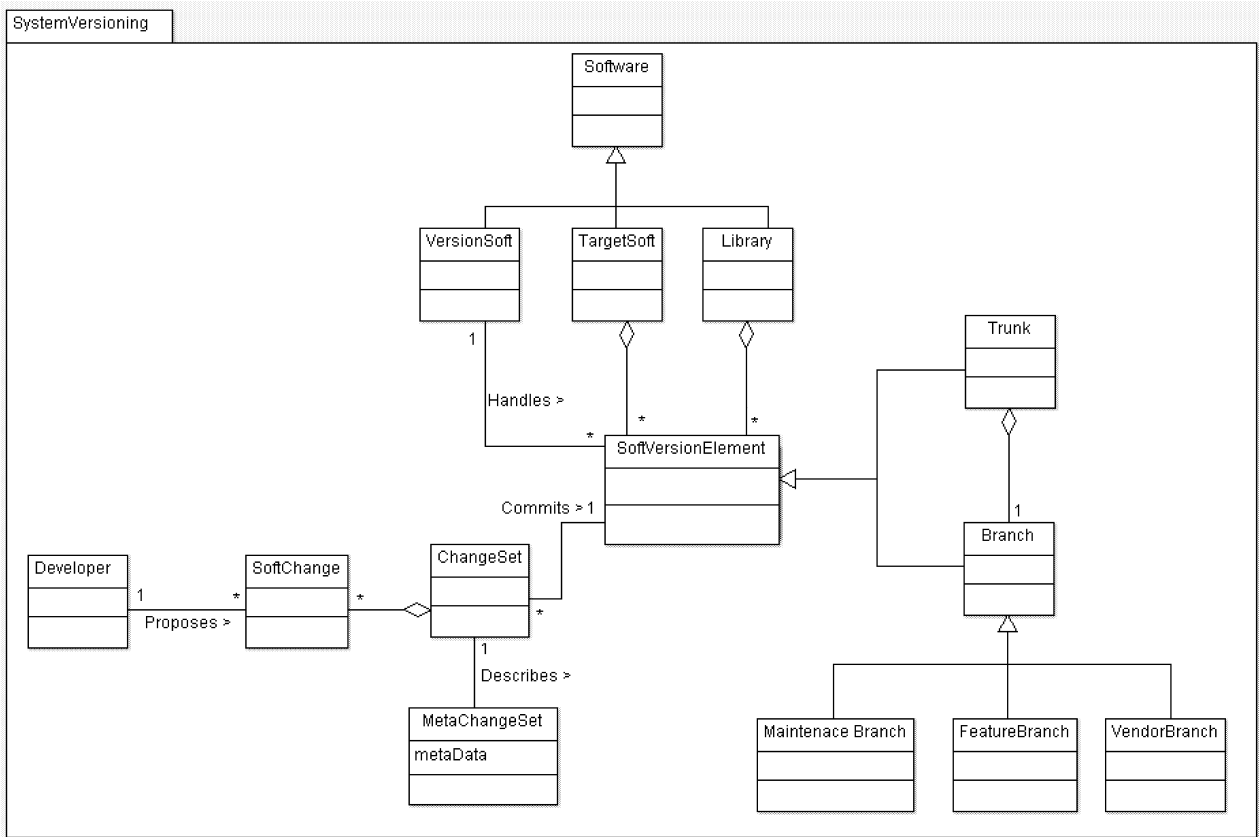 SystemVersioning
Software
VersionSoft
TargetSoft
Library
1
Handles >
*
*
*
Trunk
1
SoftVersionElement
Commits > 1
Branch
Developer
1
Proposes >
*
SoftChange
*
ChangeSet
*
1
Describes >
MetaChangeSet
metaData
Maintenace Branch
FeatureBranch
VendorBranch